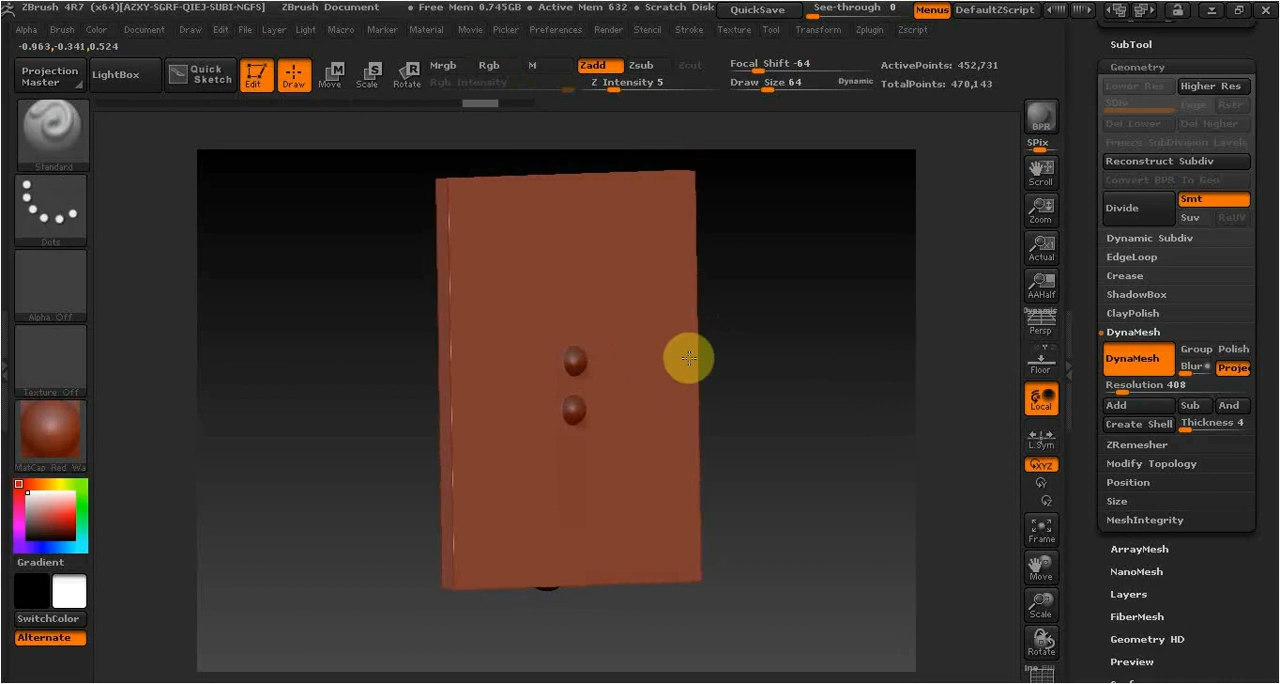 ZBrush 4R7 (x64)[AZXY-SGRF-QIEJ-SUBI-NGFS] ZBrush Document • Free Mem 0.745GB • Active Mem 632 • Scratch Disk QuickSave See-through 0 Menus DefaultZScript
Alpha Brush Color Document Draw Edit File Layer Light Macro Marker Material Movie Picker Preferences Render Stencil Stroke Texture Tool Transform Zplugin Zscript
-0.963,-0.341,0.524
Projection Master
LightBox
Quick Sketch
Edit
Draw
Move
Scale
Rotate
Mrgb Rgb M
Rgb Intensity
Zadd Zsub Zcut
Z Intensity 5
Focal Shift -64
Draw Size 64 Dynamic
ActivePoints: 452,731
TotalPoints: 470,143
Standard
Dots
Alpha Off
Texture Off
MatCap Red Wa
Gradient
SwitchColor
Alternate
BPR
SPix
Scroll
Zoom
Actual
AAHalf
Dynamic
Persp
Floor
Local
L.Sym
XYZ
Y
Z
Frame
Move
Scale
Rotate
SubTool
Geometry
Lower Res Higher Res
SDiv Cage Rstr
Del Lower Del Higher
Freeze Subdivision Levels
Reconstruct Subdiv
Convert BPR To Geo
Divide
Smt
Suv ReUV
Dynamic Subdiv
EdgeLoop
Crease
ShadowBox
ClayPolish
DynaMesh
DynaMesh
Group Polish
Blur Projec
Resolution 408
Add Sub And
Create Shell Thickness 4
ZRemesher
Modify Topology
Position
Size
MeshIntegrity
ArrayMesh
NanoMesh
Layers
FiberMesh
Geometry HD
Preview